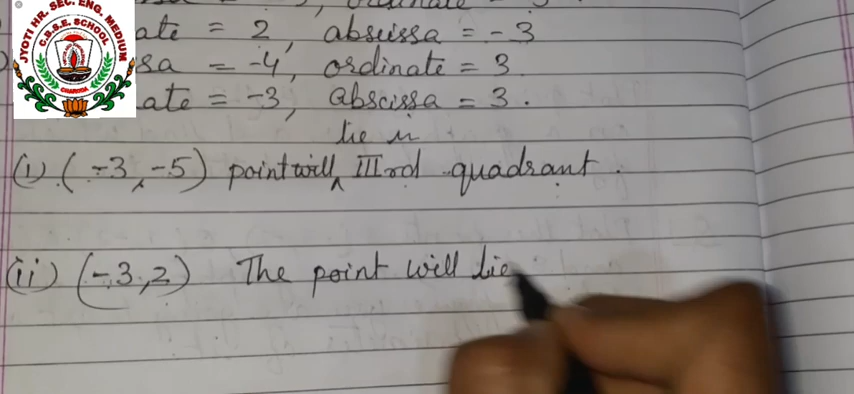 JYOTI HR. SEC. ENG. MEDIUM
C.B.S.E. SCHOOL
ordinate
ate = 2, abscissa = -3
sa = -4, ordinate = 3
ate = -3, abscissa = 3.
lie in
(i) (-3, -5) point will ^ IIIrd quadrant.
(ii) (-3, 2) The point will lie